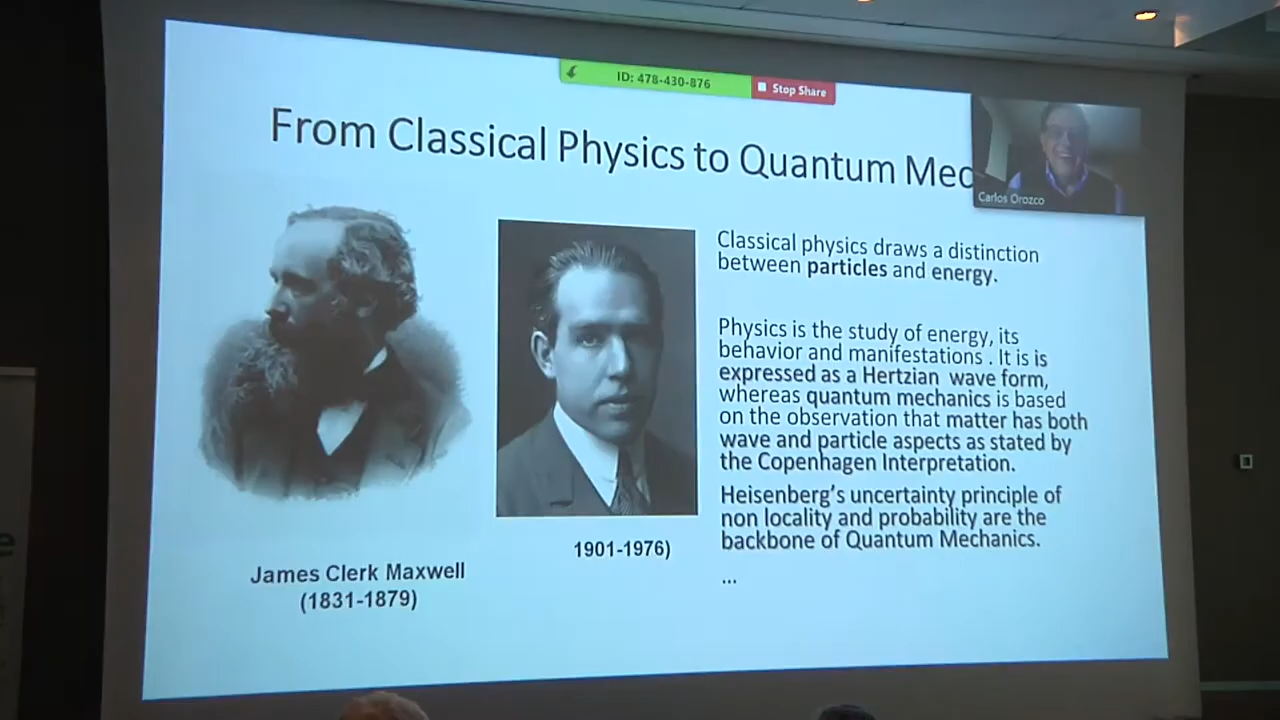 ID: 478-430-876
Stop Share
From Classical Physics to Quantum Mec
Carlos Orozco
Classical physics draws a distinction
between particles and energy.
Physics is the study of energy, its
behavior and manifestations . It is is
expressed as a Hertzian wave form,
whereas quantum mechanics is based
on the observation that matter has both
wave and particle aspects as stated by
the Copenhagen Interpretation.
Heisenberg's uncertainty principle of
non locality and probability are the
backbone of Quantum Mechanics.
...
James Clerk Maxwell
(1831-1879)
1901-1976)